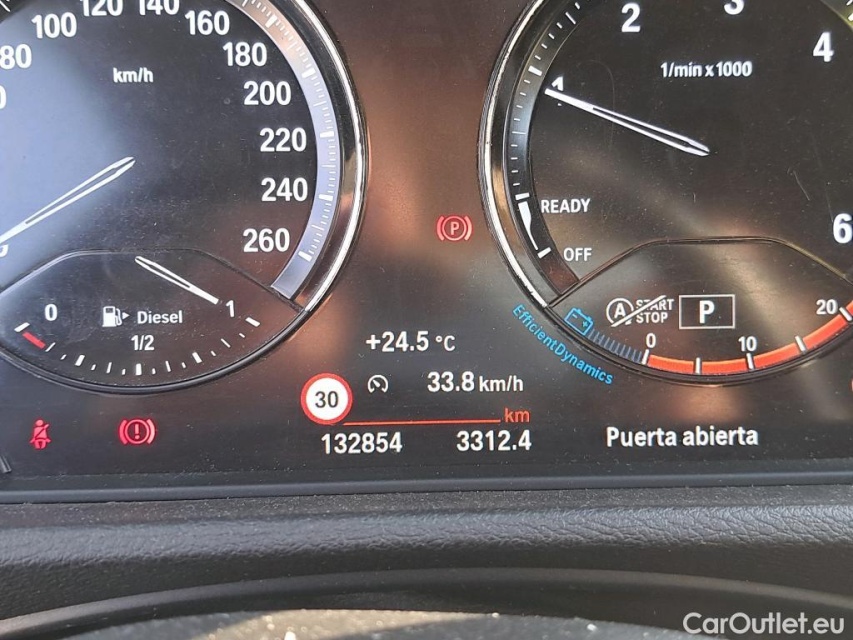 80 100 120 140 160 180 200 220 240 260
km/h
0 1/2 1
Diesel
1 2 3 4 6
1/min x 1000
READY
OFF
P
A START
STOP
P
EfficientDynamics
0 10 20
+24.5 °C
30
33.8 km/h
km
132854 3312.4
Puerta abierta
CarOutlet.eu